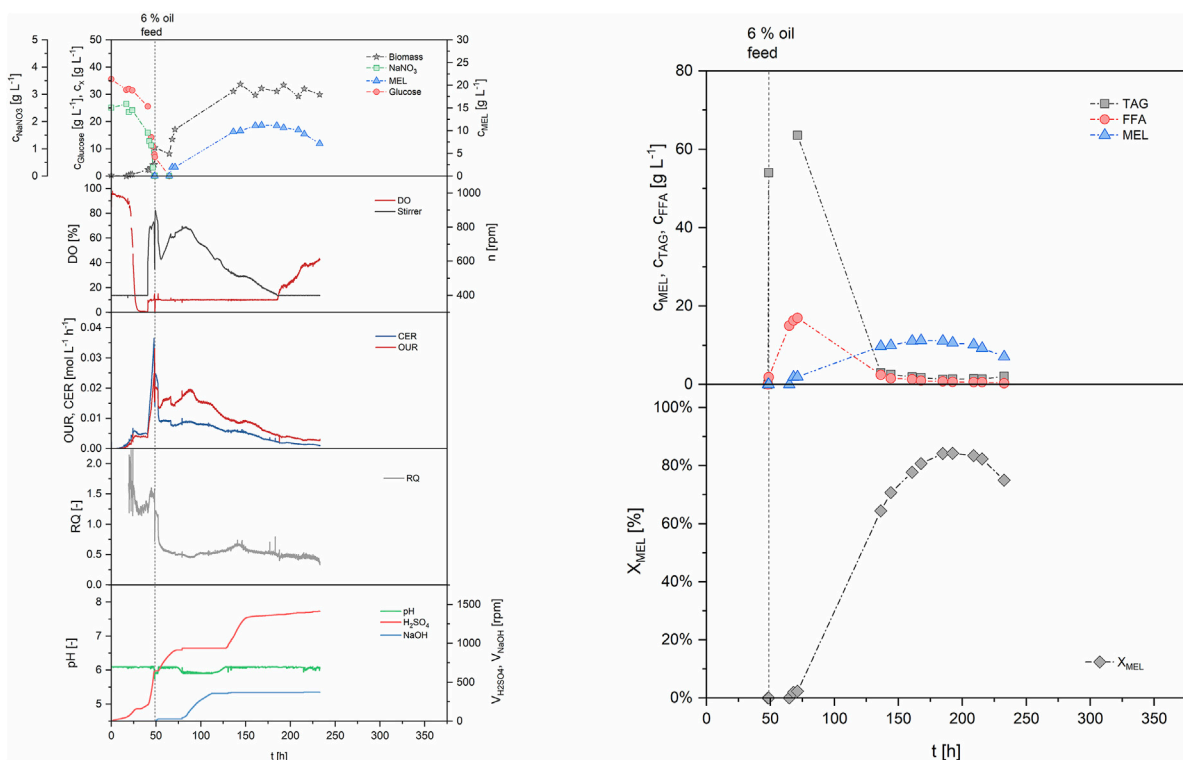 6 % oil
feed
c_NaNO3 [g L⁻¹]
5
4
3
2
1
0
c_Glucose [g L⁻¹]; c_x [g L⁻¹]
50
40
30
20
10
0
Biomass
NaNO₃
MEL
Glucose
30
25
20
15
10
5
0
c_MEL [g L⁻¹]
DO [%]
100
80
60
40
20
0
DO
Stirrer
1000
800
600
400
n [rpm]
OUR, CER [mol L⁻¹ h⁻¹]
0.04
0.03
0.02
0.01
0.00
CER
OUR
RQ [-]
2.0
1.5
1.0
0.5
0.0
RQ
pH [-]
8
7
6
5
pH
H₂SO₄
NaOH
1500
1000
500
0
V_H2SO4, V_NaOH [rpm]
0 50 100 150 200 250 300 350
t [h]
6 % oil
feed
c_MEL, c_TAG, c_FFA [g L⁻¹]
80
60
40
20
0
TAG
FFA
MEL
X_MEL [%]
80%
60%
40%
20%
0%
X_MEL
0 50 100 150 200 250 300 350
t [h]